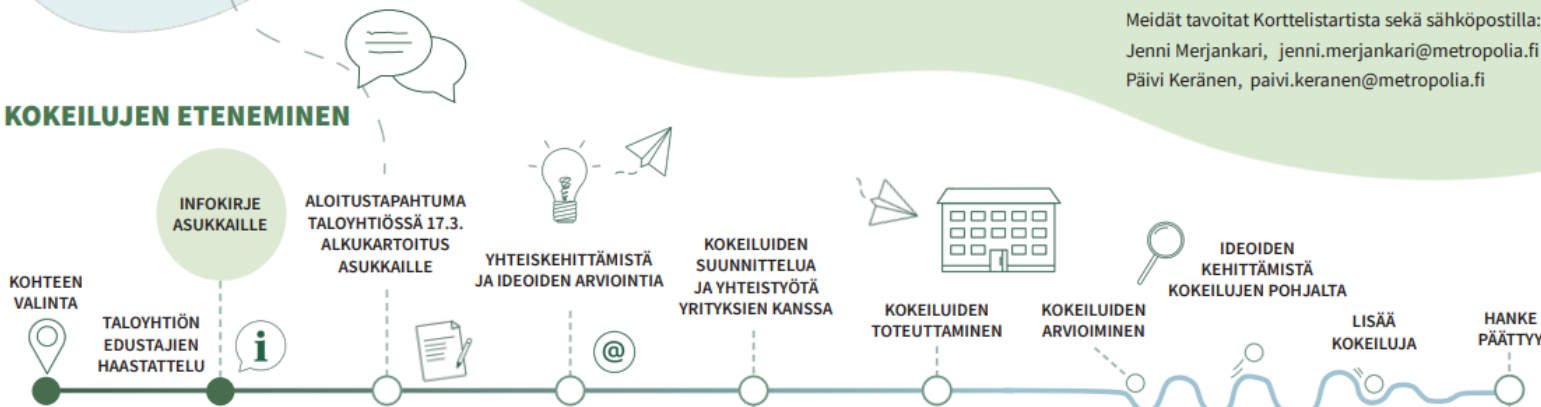 Meidät tavoitat Korttelistartista sekä sähköpostilla:
Jenni Merjankari, jenni.merjankari@metropolia.fi
Päivi Keränen, paivi.keranen@metropolia.fi
KOKEILUJEN ETENEMINEN
KOHTEEN
VALINTA
TALOYHTIÖN
EDUSTAJIEN
HAASTATTELU
INFOKIRJE
ASUKKAILLE
i
ALOITUSTAPAHTUMA
TALOYHTIÖSSÄ 17.3.
ALKUKARTOITUS
ASUKKAILLE
YHTEISKEHITTÄMISTÄ
JA IDEOIDEN ARVIOINTIA
@
KOKEILUIDEN
SUUNNITTELUA
JA YHTEISTYÖTÄ
YRITYKSIEN KANSSA
KOKEILUIDEN
TOTEUTTAMINEN
KOKEILUIDEN
ARVIOIMINEN
IDEOIDEN
KEHITTÄMISTÄ
KOKEILUJEN POHJALTA
LISÄÄ
KOKEILUJA
HANKE
PÄÄTTYY